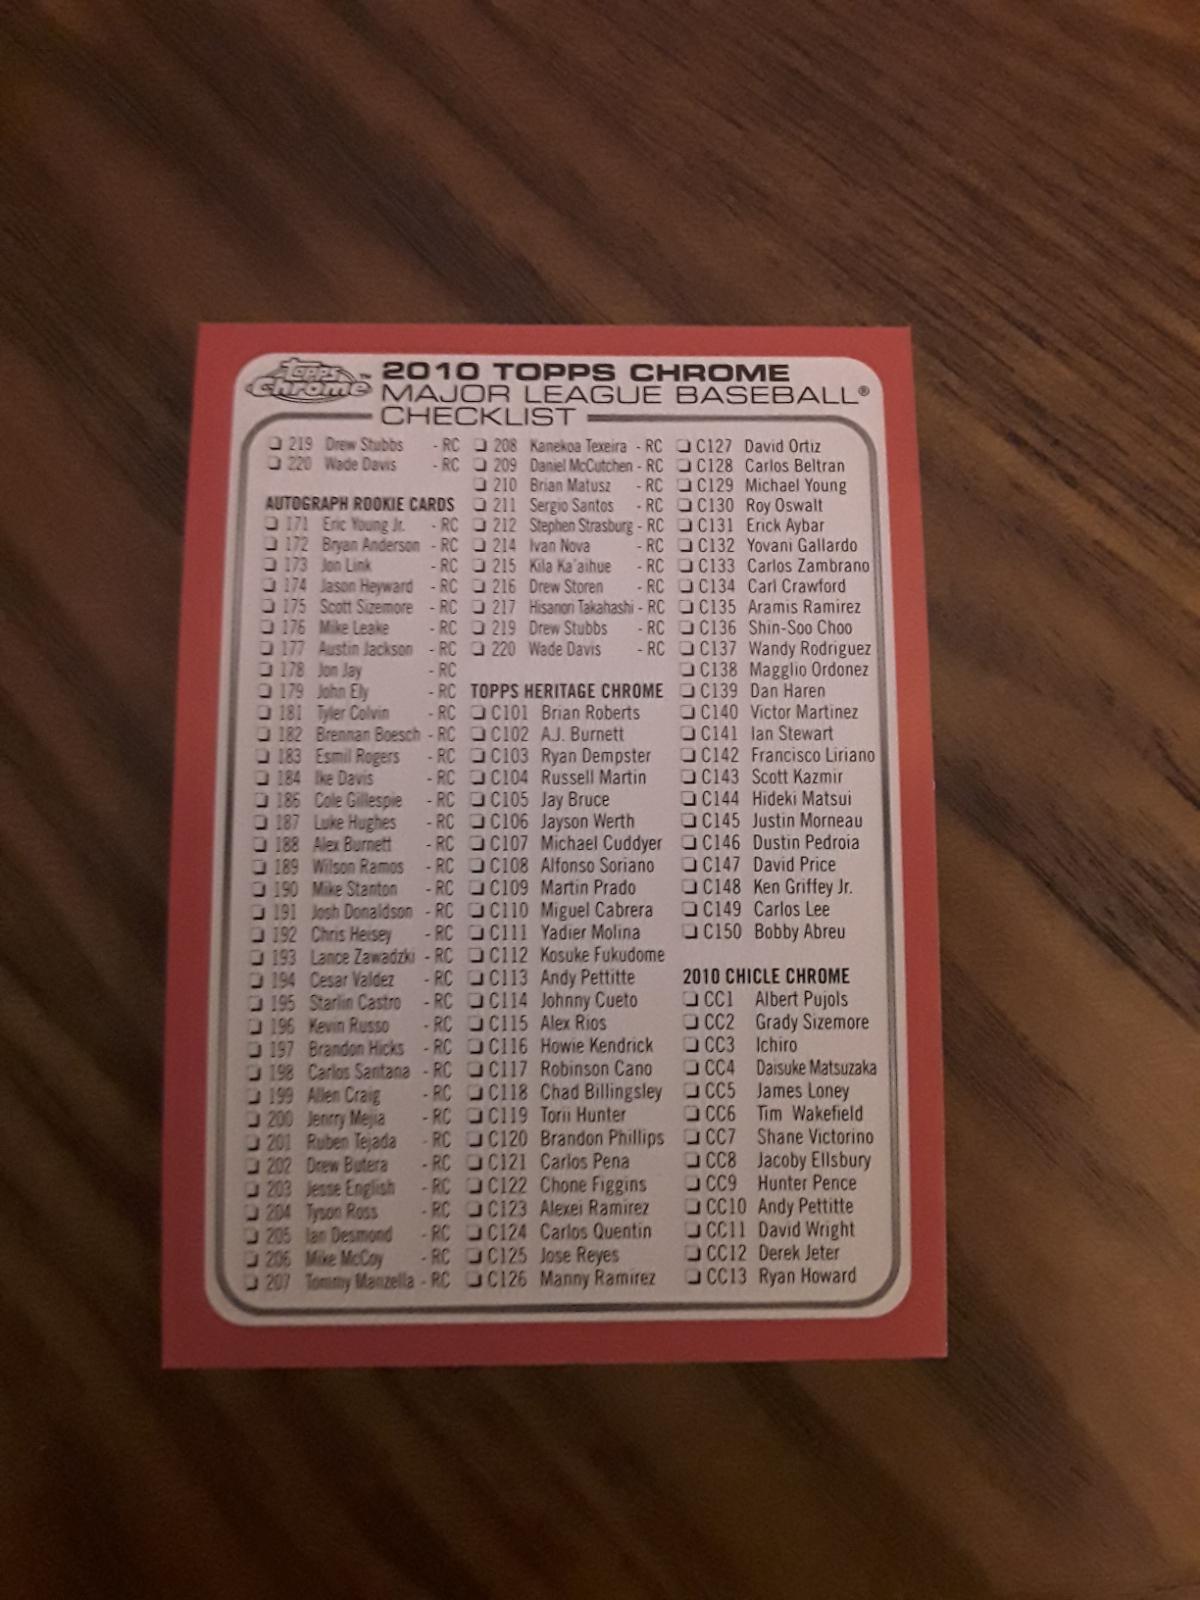 Topps Chrome™
2010 TOPPS CHROME
MAJOR LEAGUE BASEBALL®
CHECKLIST
219 Drew Stubbs - RC
220 Wade Davis - RC
AUTOGRAPH ROOKIE CARDS
171 Eric Young Jr. - RC
172 Bryan Anderson - RC
173 Jon Link - RC
174 Jason Heyward - RC
175 Scott Sizemore - RC
176 Mike Leake - RC
177 Austin Jackson - RC
178 Jon Jay - RC
179 John Ely - RC
181 Tyler Colvin - RC
182 Brennan Boesch - RC
183 Esmil Rogers - RC
184 Ike Davis - RC
186 Cole Gillespie - RC
187 Luke Hughes - RC
188 Alex Burnett - RC
189 Wilson Ramos - RC
190 Mike Stanton - RC
191 Josh Donaldson - RC
192 Chris Heisey - RC
193 Lance Zawadzki - RC
194 Cesar Valdez - RC
195 Starlin Castro - RC
196 Kevin Russo - RC
197 Brandon Hicks - RC
198 Carlos Santana - RC
199 Allen Craig - RC
200 Jenrry Mejia - RC
201 Ruben Tejada - RC
202 Drew Butera - RC
203 Jesse English - RC
204 Tyson Ross - RC
205 Ian Desmond - RC
206 Mike McCoy - RC
207 Tommy Manzella - RC
208 Kanekoa Texeira - RC
209 Daniel McCutchen - RC
210 Brian Matusz - RC
211 Sergio Santos - RC
212 Stephen Strasburg - RC
214 Ivan Nova - RC
215 Kila Ka'aihue - RC
216 Drew Storen - RC
217 Hisanori Takahashi - RC
219 Drew Stubbs - RC
220 Wade Davis - RC
TOPPS HERITAGE CHROME
C101 Brian Roberts
C102 A.J. Burnett
C103 Ryan Dempster
C104 Russell Martin
C105 Jay Bruce
C106 Jayson Werth
C107 Michael Cuddyer
C108 Alfonso Soriano
C109 Martin Prado
C110 Miguel Cabrera
C111 Yadier Molina
C112 Kosuke Fukudome
C113 Andy Pettitte
C114 Johnny Cueto
C115 Alex Rios
C116 Howie Kendrick
C117 Robinson Cano
C118 Chad Billingsley
C119 Torii Hunter
C120 Brandon Phillips
C121 Carlos Pena
C122 Chone Figgins
C123 Alexei Ramirez
C124 Carlos Quentin
C125 Jose Reyes
C126 Manny Ramirez
C127 David Ortiz
C128 Carlos Beltran
C129 Michael Young
C130 Roy Oswalt
C131 Erick Aybar
C132 Yovani Gallardo
C133 Carlos Zambrano
C134 Carl Crawford
C135 Aramis Ramirez
C136 Shin-Soo Choo
C137 Wandy Rodriguez
C138 Magglio Ordonez
C139 Dan Haren
C140 Victor Martinez
C141 Ian Stewart
C142 Francisco Liriano
C143 Scott Kazmir
C144 Hideki Matsui
C145 Justin Morneau
C146 Dustin Pedroia
C147 David Price
C148 Ken Griffey Jr.
C149 Carlos Lee
C150 Bobby Abreu
2010 CHICLE CHROME
CC1 Albert Pujols
CC2 Grady Sizemore
CC3 Ichiro
CC4 Daisuke Matsuzaka
CC5 James Loney
CC6 Tim Wakefield
CC7 Shane Victorino
CC8 Jacoby Ellsbury
CC9 Hunter Pence
CC10 Andy Pettitte
CC11 David Wright
CC12 Derek Jeter
CC13 Ryan Howard